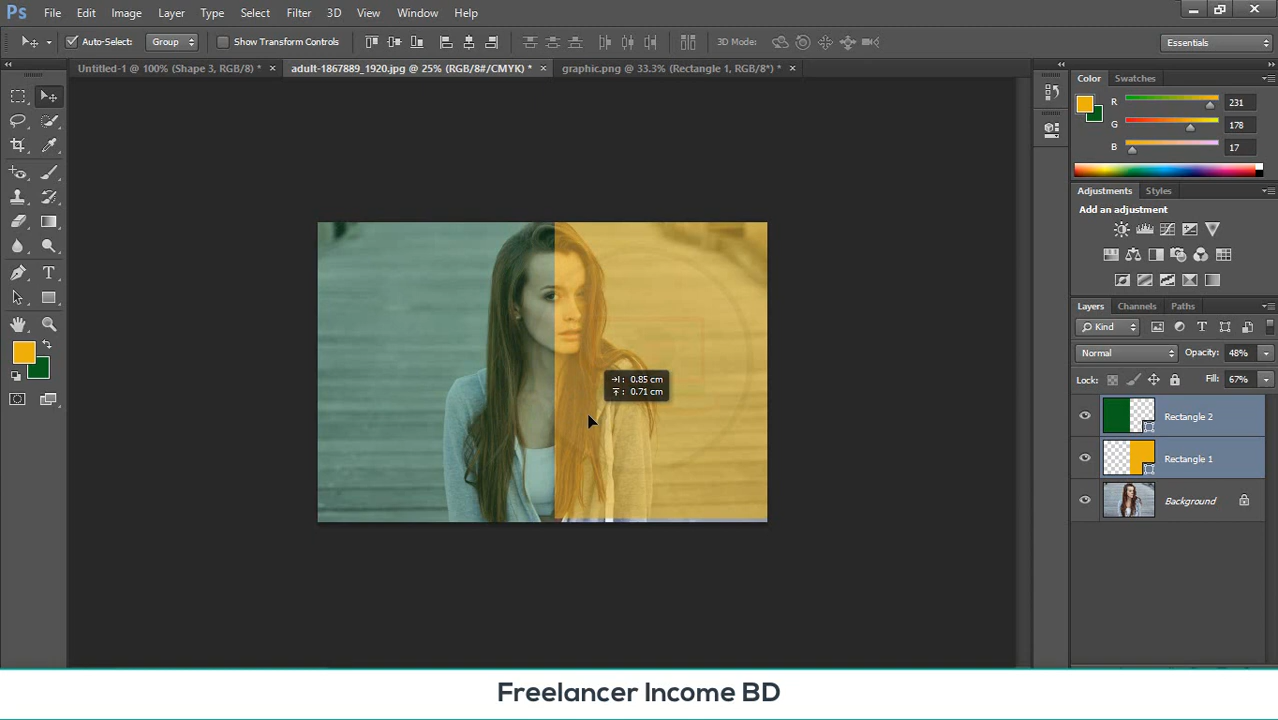 Ps File Edit Image Layer Type Select Filter 3D View Window Help
Auto-Select: Group Show Transform Controls 3D Mode: Essentials
Untitled-1 @ 100% (Shape 3, RGB/8) * × adult-1867889_1920.jpg @ 25% (RGB/8#/CMYK) * × graphic.png @ 33.3% (Rectangle 1, RGB/8*) * ×
Color Swatches
R 231
G 178
B 17
Adjustments Styles
Add an adjustment
Layers Channels Paths
Kind
Normal Opacity: 48%
Lock: Fill: 67%
Rectangle 2
Rectangle 1
Background
0.85 cm
0.71 cm
Freelancer Income BD